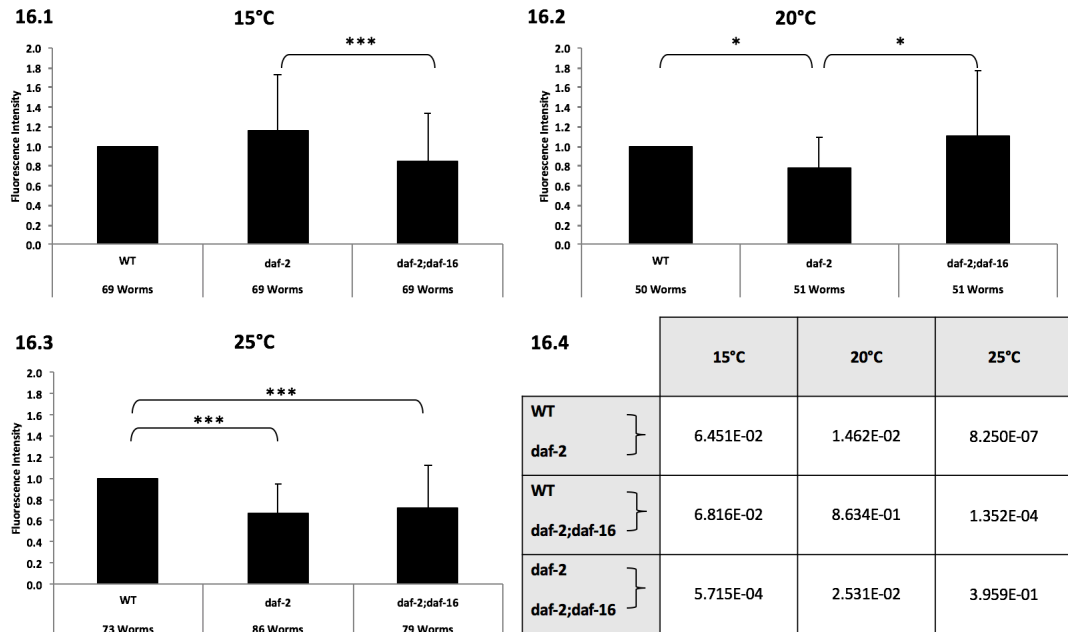 16.1
15°C
***
Fluorescence Intensity
2.0
1.8
1.6
1.4
1.2
1.0
0.8
0.6
0.4
0.2
0.0
WT
daf-2
daf-2;daf-16
69 Worms
69 Worms
69 Worms
16.2
20°C
*
*
Fluorescence Intensity
2.0
1.8
1.6
1.4
1.2
1.0
0.8
0.6
0.4
0.2
0.0
WT
daf-2
daf-2;daf-16
50 Worms
51 Worms
51 Worms
16.3
25°C
***
***
Fluorescence Intensity
2.0
1.8
1.6
1.4
1.2
1.0
0.8
0.6
0.4
0.2
0.0
WT
daf-2
daf-2;daf-16
73 Worms
86 Worms
79 Worms
16.4
15°C
20°C
25°C
WT
daf-2
6.451E-02
1.462E-02
8.250E-07
WT
daf-2;daf-16
6.816E-02
8.634E-01
1.352E-04
daf-2
daf-2;daf-16
5.715E-04
2.531E-02
3.959E-01